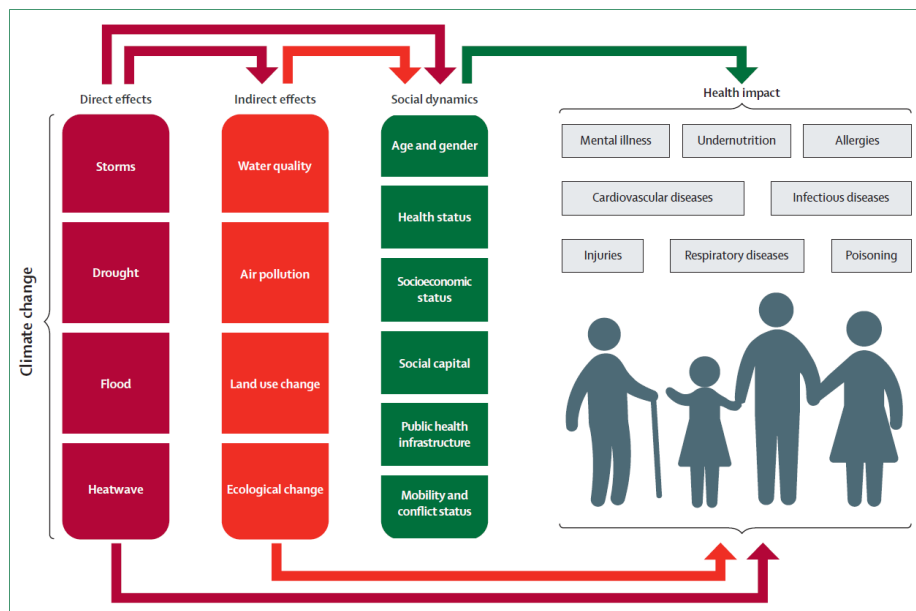 Direct effects
Indirect effects
Social dynamics
Health impact
Climate change
Storms
Drought
Flood
Heatwave
Water quality
Air pollution
Land use change
Ecological change
Age and gender
Health status
Socioeconomic
status
Social capital
Public health
infrastructure
Mobility and
conflict status
Mental illness
Undernutrition
Allergies
Cardiovascular diseases
Infectious diseases
Injuries
Respiratory diseases
Poisoning